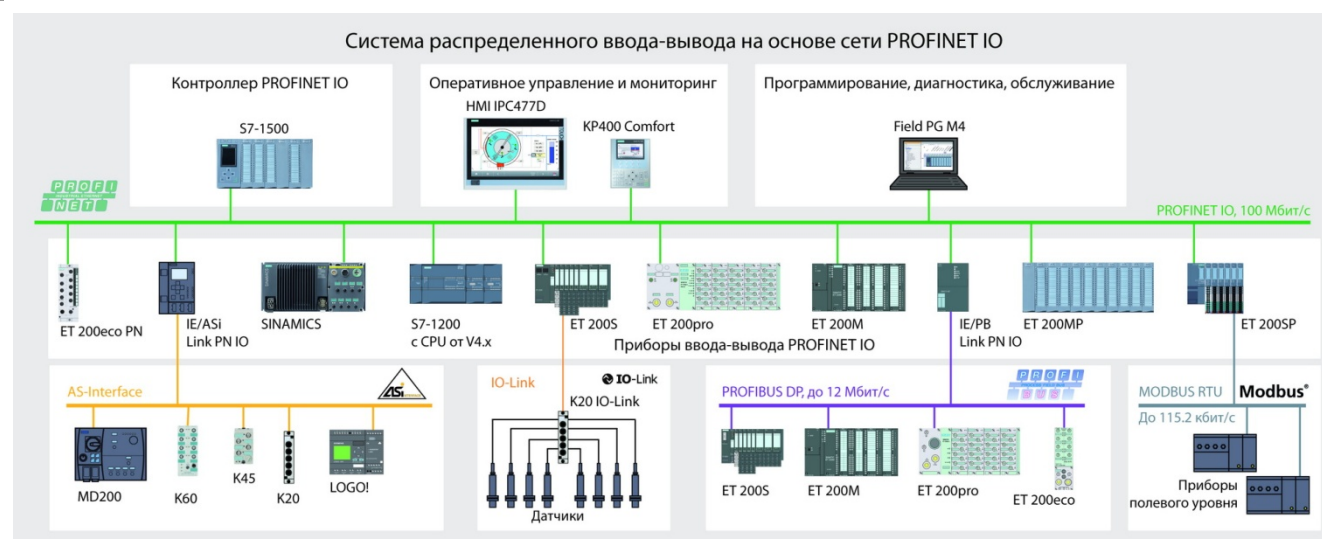 Система распределенного ввода-вывода на основе сети PROFINET IO
Контроллер PROFINET IO
S7-1500
Оперативное управление и мониторинг
HMI IPC477D
KP400 Comfort
Программирование, диагностика, обслуживание
Field PG M4
PROFI
NET
PROFINET IO, 100 Мбит/с
ET 200eco PN
IE/ASi
Link PN IO
SINAMICS
S7-1200
с CPU от V4.x
ET 200S
ET 200pro
ET 200M
IE/PB
Link PN IO
ET 200MP
ET 200SP
Приборы ввода-вывода PROFINET IO
AS-Interface
ASi
MD200
K60
K45
K20
LOGO!
IO-Link
IO-Link
K20 IO-Link
Датчики
PROFI
BUS
PROFIBUS DP, до 12 Мбит/с
ET 200S
ET 200M
ET 200pro
ET 200eco
MODBUS RTU
Modbus®
До 115.2 кбит/с
Приборы
полевого уровня